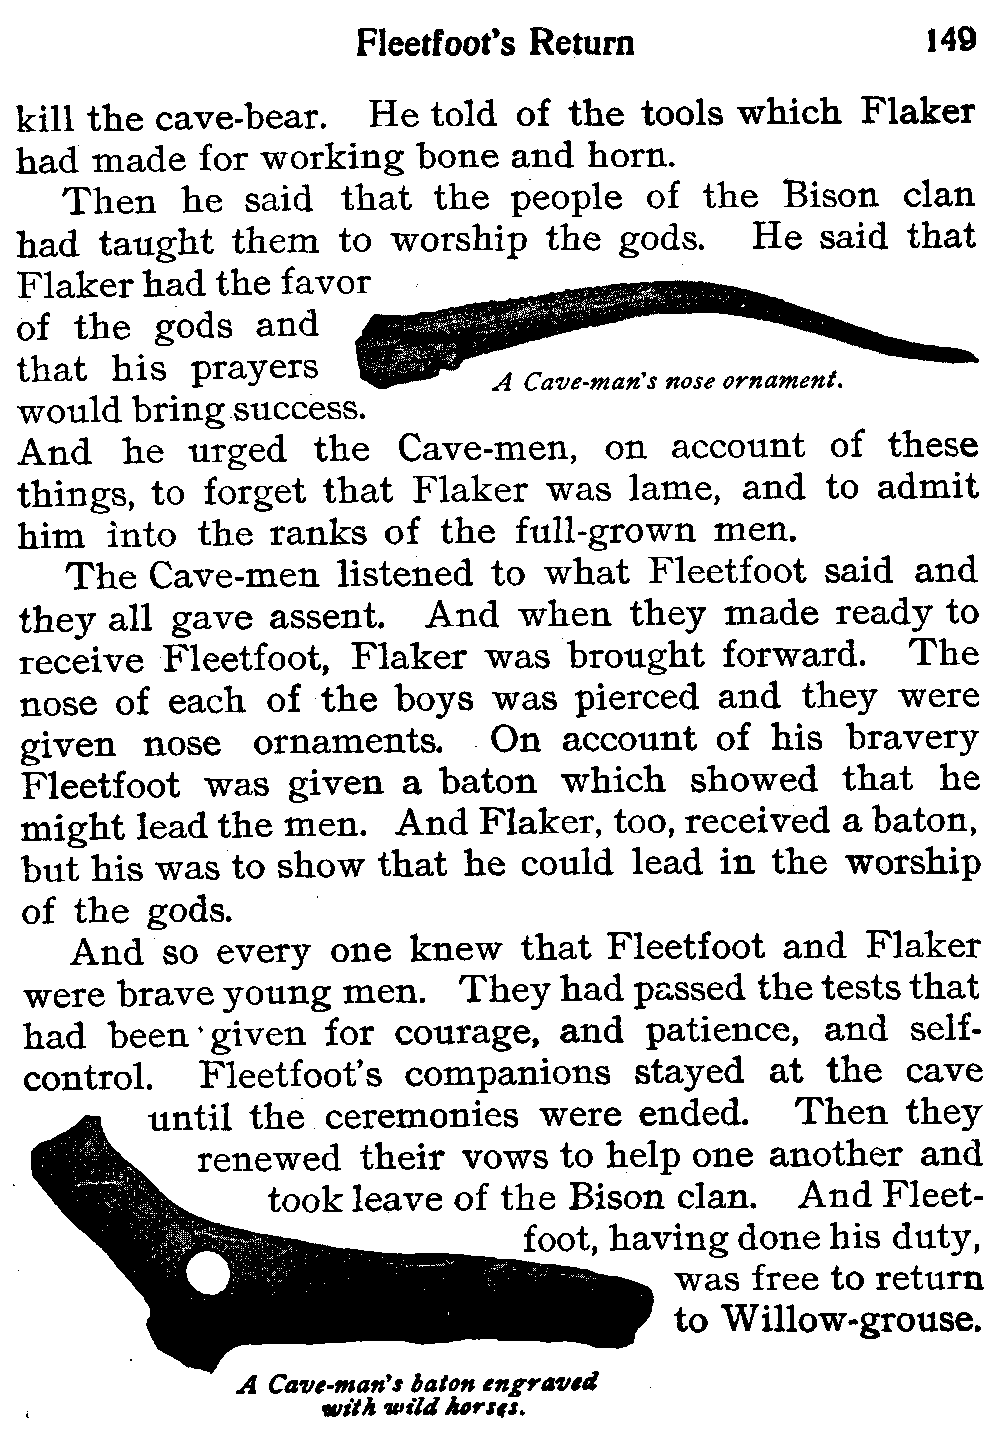 Fleetfoot's Return 149
kill the cave-bear. He told of the tools which Flaker
had made for working bone and horn.
Then he said that the people of the Bison clan
had taught them to worship the gods. He said that
Flaker had the favor
of the gods and
that his prayers
would bring success.
A Cave-man's nose ornament.
And he urged the Cave-men, on account of these
things, to forget that Flaker was lame, and to admit
him into the ranks of the full-grown men.
The Cave-men listened to what Fleetfoot said and
they all gave assent. And when they made ready to
receive Fleetfoot, Flaker was brought forward. The
nose of each of the boys was pierced and they were
given nose ornaments. On account of his bravery
Fleetfoot was given a baton which showed that he
might lead the men. And Flaker, too, received a baton,
but his was to show that he could lead in the worship
of the gods.
And so every one knew that Fleetfoot and Flaker
were brave young men. They had passed the tests that
had been given for courage, and patience, and self-
control. Fleetfoot's companions stayed at the cave
until the ceremonies were ended. Then they
renewed their vows to help one another and
took leave of the Bison clan. And Fleet-
foot, having done his duty,
was free to return
to Willow-grouse.
A Cave-man's baton engraved
with wild horses.